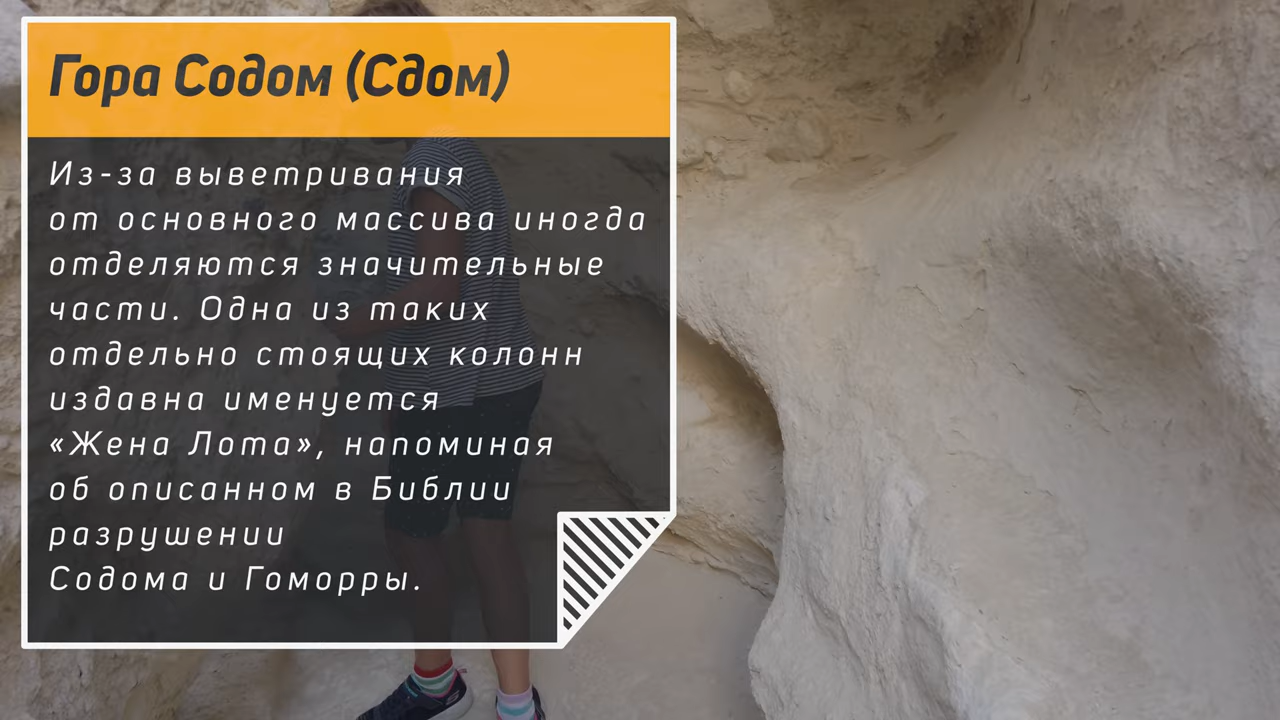 Гора Содом (Сдом)
Из-за выветривания
от основного массива иногда
отделяются значительные
части. Одна из таких
отдельно стоящих колонн
издавна именуется
«Жена Лота», напоминая
об описанном в Библии
разрушении
Содома и Гоморры.